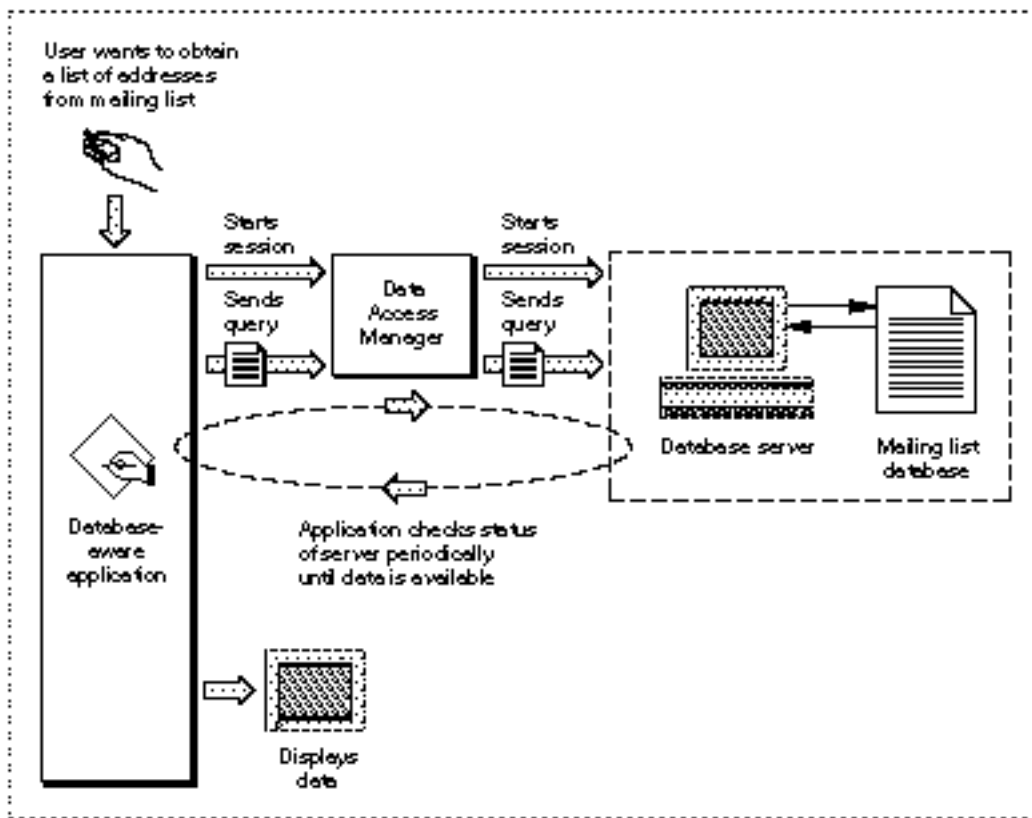 User wants to obtain
a list of addresses
from mailing list
Starts
session
Starts
session
Data
Access
Manager
Sends
query
Sends
query
Database server
Mailing list
database
Database-
aware
application
Application checks status
of server periodically
until data is available
Displays
data